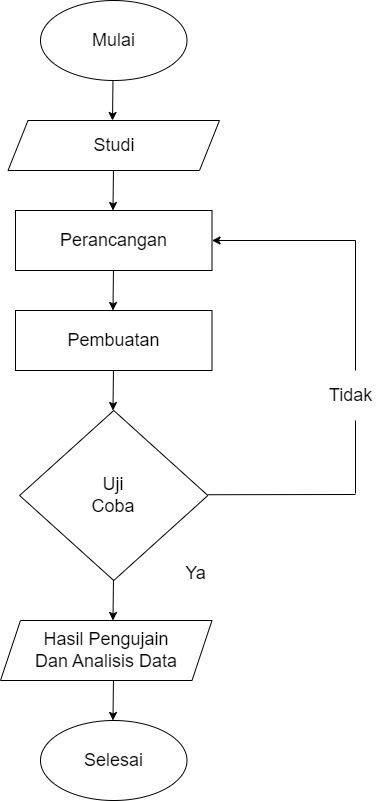 Mulai
Studi
Perancangan
Pembuatan
Tidak
Uji
Coba
Ya
Hasil Pengujain
Dan Analisis Data
Selesai